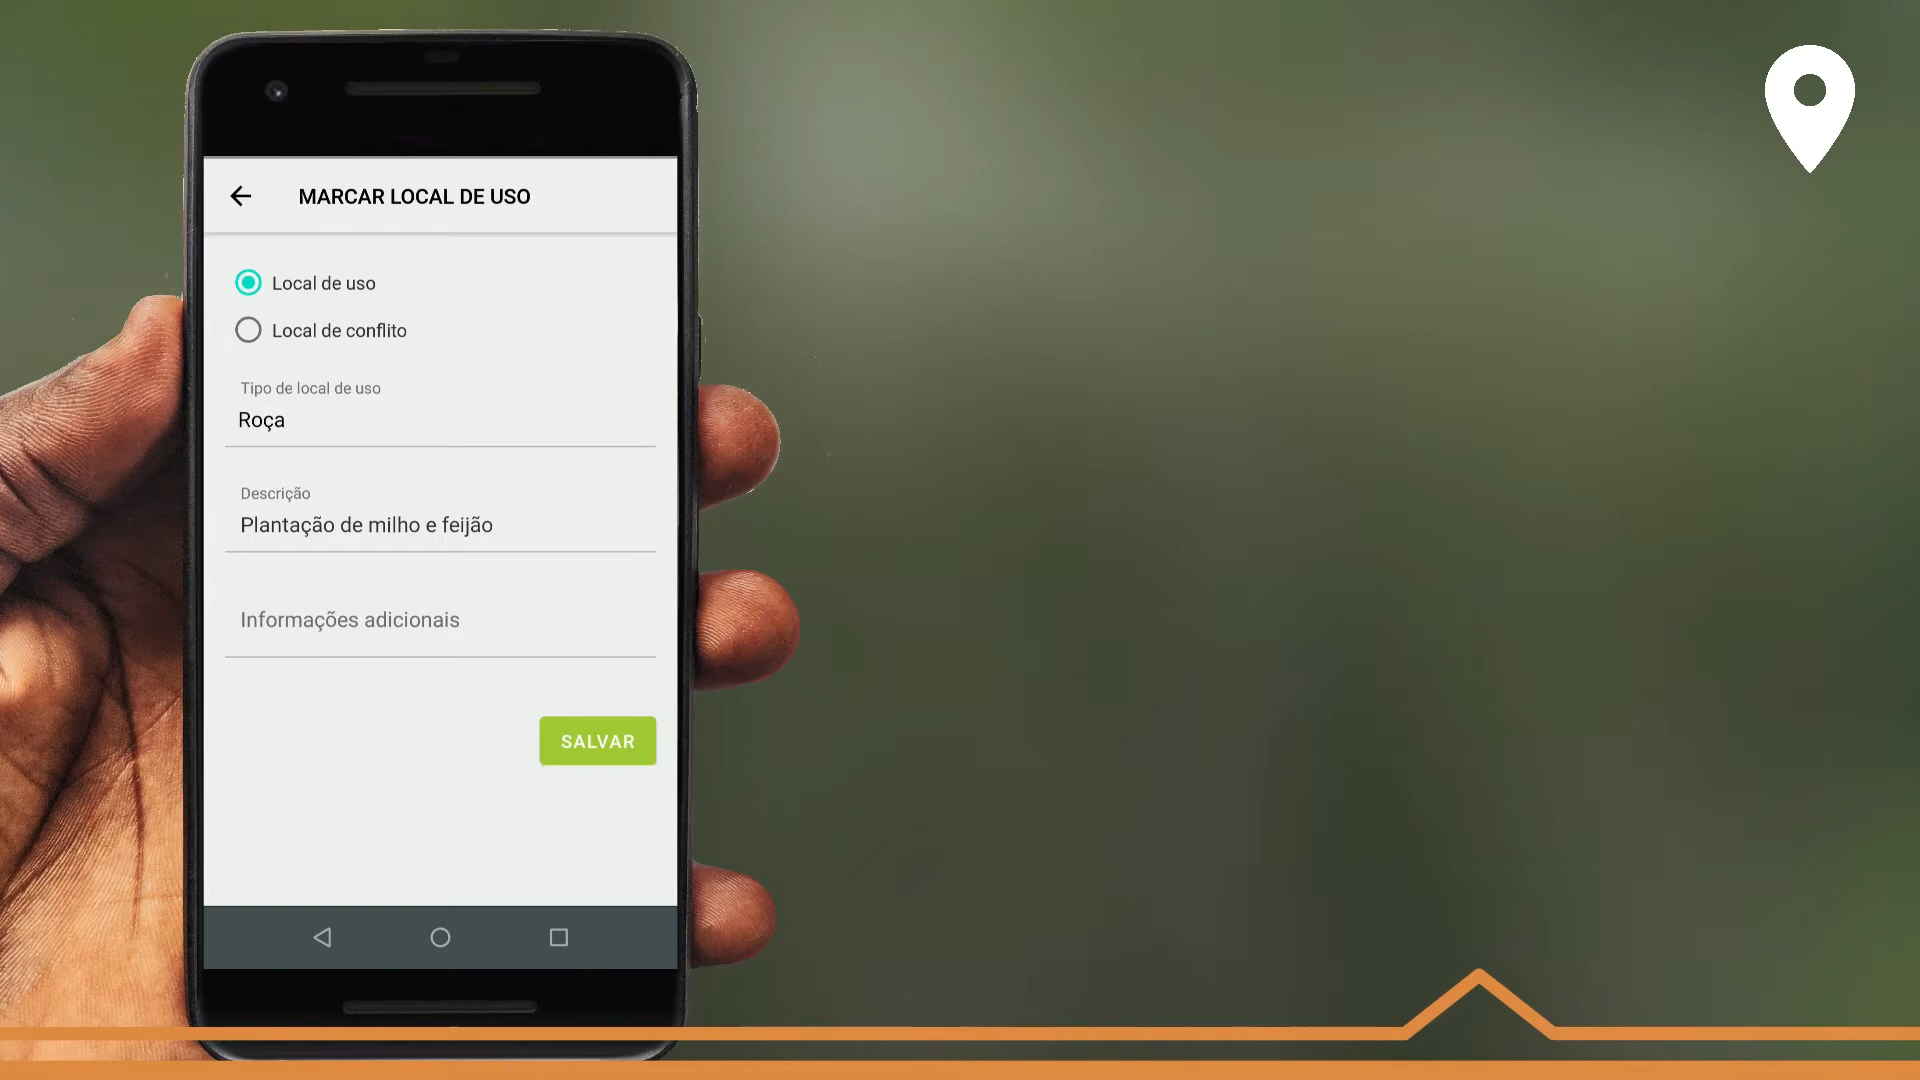 MARCAR LOCAL DE USO
Local de uso
Local de conflito
Tipo de local de uso
Roça
Descrição
Plantação de milho e feijão
Informações adicionais
SALVAR